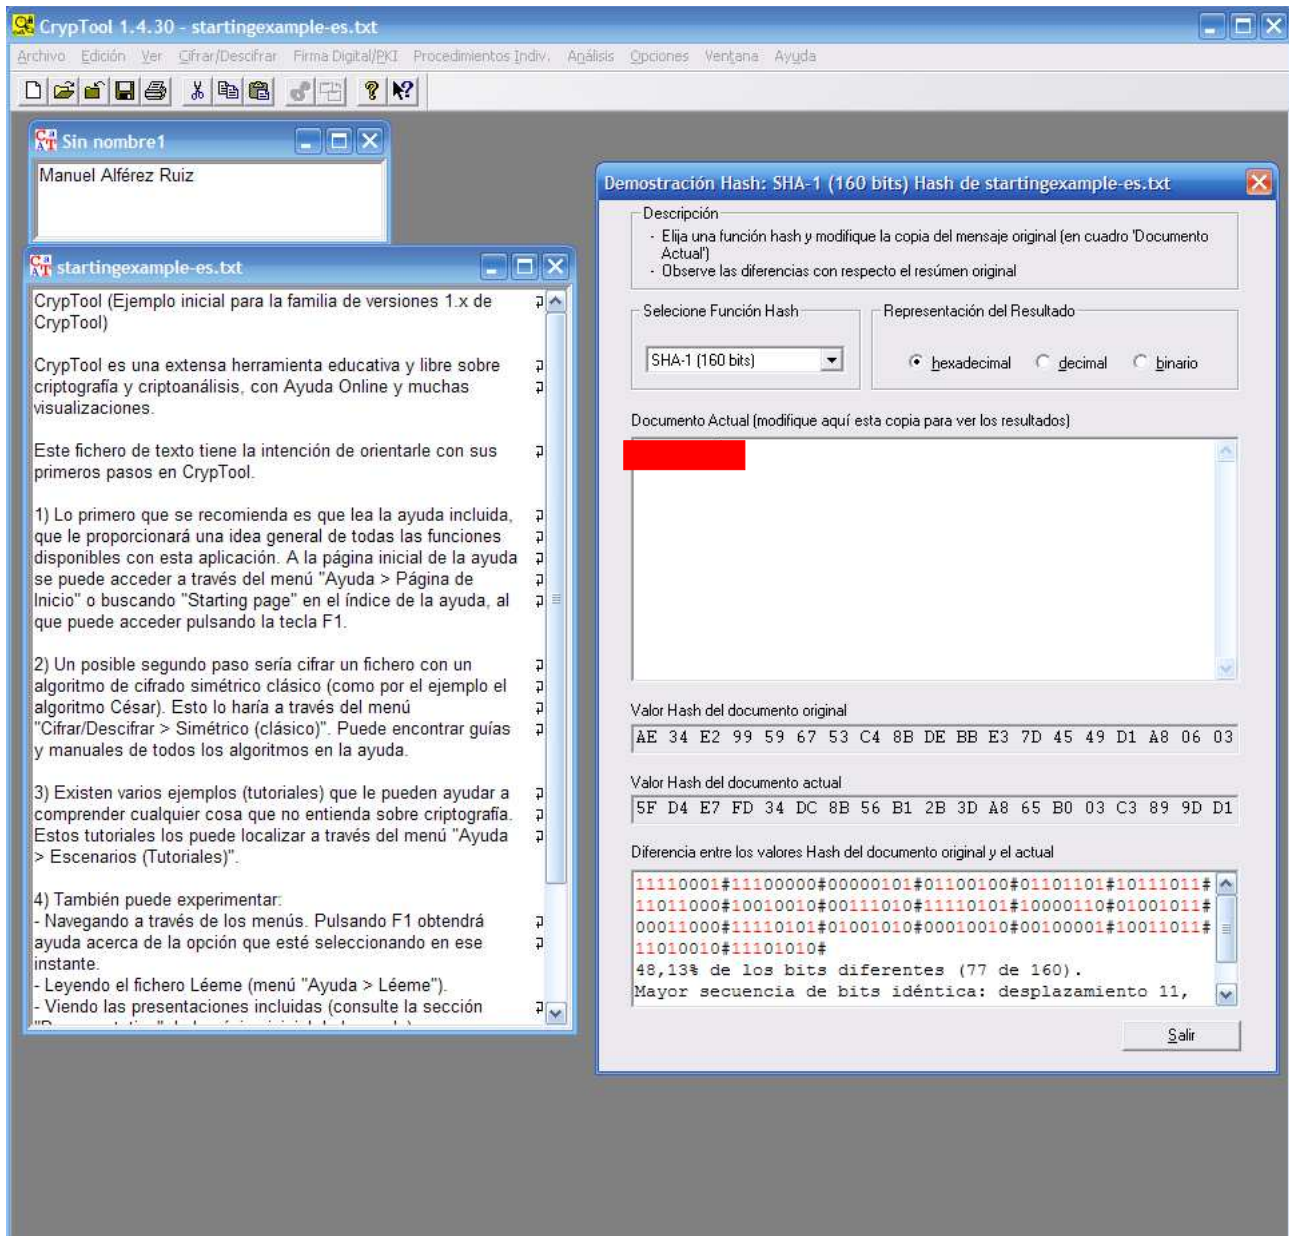 CrypTool 1.4.30 - startingexample-es.txt
Archivo Edición Ver Cifrar/Descifrar Firma Digital/PKI Procedimientos Indiv. Análisis Opciones Ventana Ayuda
Sin nombre1
Manuel Alférez Ruiz
startingexample-es.txt
CrypTool (Ejemplo inicial para la familia de versiones 1.x de
CrypTool)
CrypTool es una extensa herramienta educativa y libre sobre
criptografía y criptoanálisis, con Ayuda Online y muchas
visualizaciones.
Este fichero de texto tiene la intención de orientarle con sus
primeros pasos en CrypTool.
1) Lo primero que se recomienda es que lea la ayuda incluida,
que le proporcionará una idea general de todas las funciones
disponibles con esta aplicación. A la página inicial de la ayuda
se puede acceder a través del menú "Ayuda > Página de
Inicio" o buscando "Starting page" en el índice de la ayuda, al
que puede acceder pulsando la tecla F1.
2) Un posible segundo paso sería cifrar un fichero con un
algoritmo de cifrado simétrico clásico (como por el ejemplo el
algoritmo César). Esto lo haría a través del menú
"Cifrar/Descifrar > Simétrico (clásico)". Puede encontrar guías
y manuales de todos los algoritmos en la ayuda.
3) Existen varios ejemplos (tutoriales) que le pueden ayudar a
comprender cualquier cosa que no entienda sobre criptografía.
Estos tutoriales los puede localizar a través del menú "Ayuda
> Escenarios (Tutoriales)".
4) También puede experimentar:
- Navegando a través de los menús. Pulsando F1 obtendrá
ayuda acerca de la opción que esté seleccionando en ese
instante.
- Leyendo el fichero Léeme (menú "Ayuda > Léeme").
- Viendo las presentaciones incluidas (consulte la sección
Demostración Hash: SHA-1 (160 bits) Hash de startingexample-es.txt
Descripción
- Elija una función hash y modifique la copia del mensaje original (en cuadro 'Documento
Actual')
- Observe las diferencias con respecto el resúmen original
Selecione Función Hash
SHA-1 (160 bits)
Representación del Resultado
hexadecimal decimal binario
Documento Actual (modifique aquí esta copia para ver los resultados)
Valor Hash del documento original
AE 34 E2 99 59 67 53 C4 8B DE BB E3 7D 45 49 D1 A8 06 03
Valor Hash del documento actual
5F D4 E7 FD 34 DC 8B 56 B1 2B 3D A8 65 B0 03 C3 89 9D D1
Diferencia entre los valores Hash del documento original y el actual
11110001#11100000#00000101#01100100#01101101#10111011#
11011000#10010010#00111010#11110101#10000110#01001011#
00011000#11110101#01001010#00010010#00100001#10011011#
11010010#11101010#
48,13% de los bits diferentes (77 de 160).
Mayor secuencia de bits idéntica: desplazamiento 11,
Salir